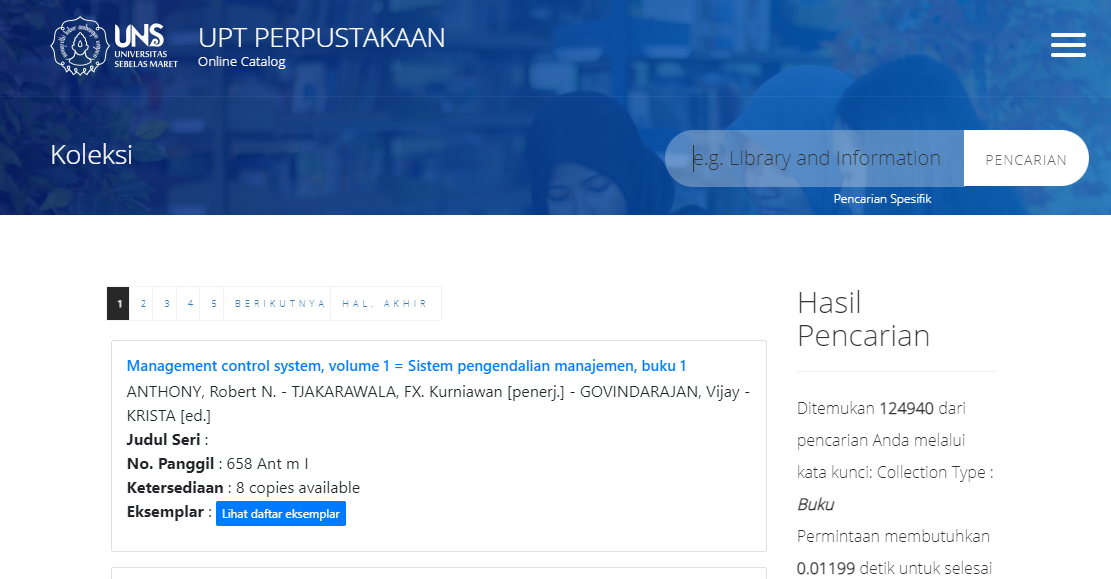 UNS
UNIVERSITAS
SEBELAS MARET
UPT PERPUSTAKAAN
Online Catalog
Koleksi
e.g. Library and Information
PENCARIAN
Pencarian Spesifik
1 2 3 4 5 BERIKUTNYA HAL. AKHIR
Management control system, volume 1 = Sistem pengendalian manajemen, buku 1
ANTHONY, Robert N. - TJAKARAWALA, FX. Kurniawan [penerj.] - GOVINDARAJAN, Vijay -
KRISTA [ed.]
Judul Seri :
No. Panggil : 658 Ant m I
Ketersediaan : 8 copies available
Eksemplar : Lihat daftar eksemplar
Hasil
Pencarian
Ditemukan 124940 dari
pencarian Anda melalui
kata kunci: Collection Type :
Buku
Permintaan membutuhkan
0.01199 detik untuk selesai